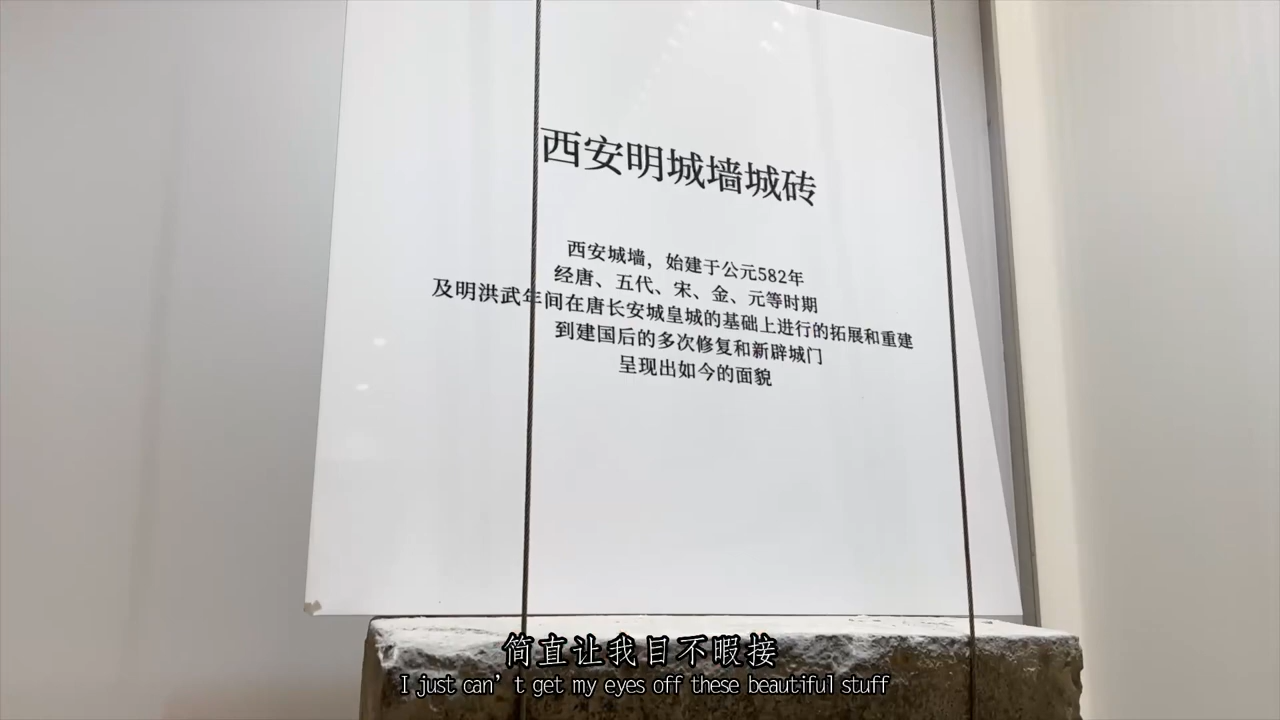 西安明城墙城砖
西安城墙，始建于公元582年
经唐、五代、宋、金、元等时期
及明洪武年间在唐长安城皇城的基础上进行的拓展和重建
到建国后的多次修复和新辟城门
呈现出如今的面貌
简直让我目不暇接
I just can't get my eyes off these beautiful stuff